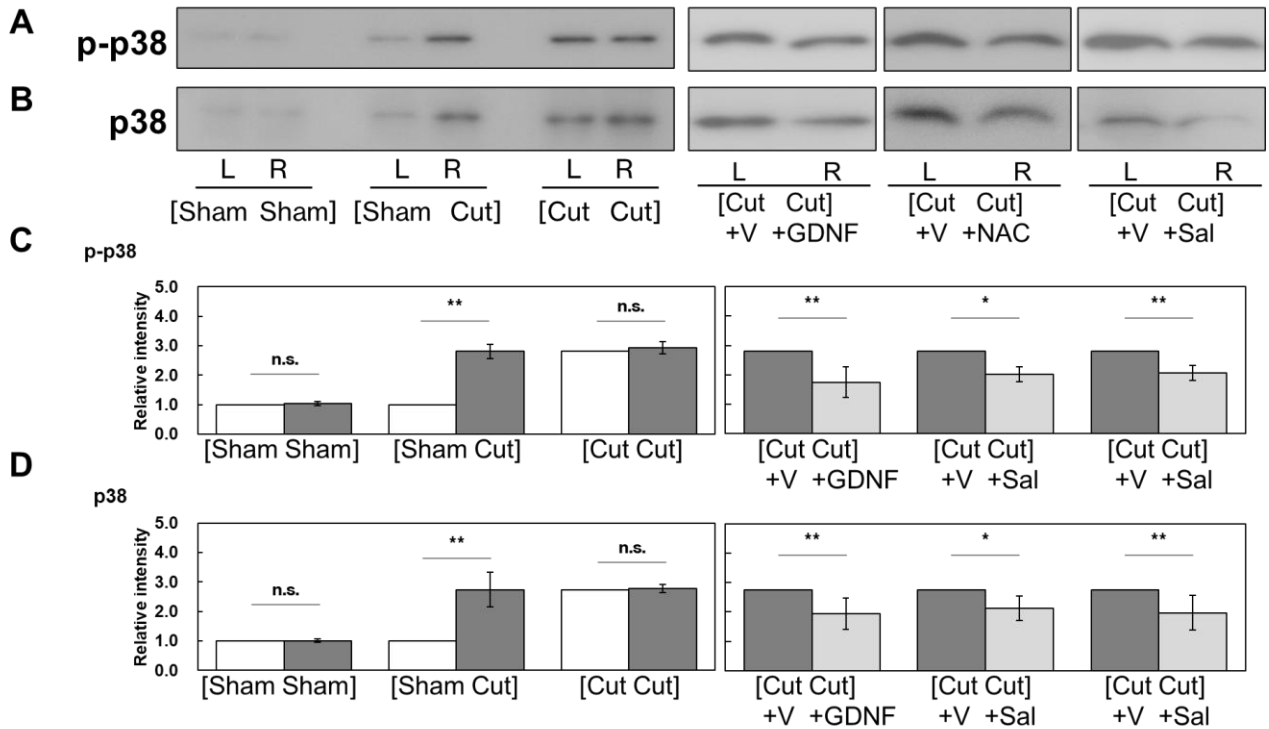 A
p-p38
B
p38
L R L R L R L R L R L R
[Sham Sham] [Sham Cut] [Cut Cut] [Cut Cut] [Cut Cut] [Cut Cut]
+V +GDNF +V +NAC +V +Sal
C
p-p38
Relative intensity
5.0
4.0
3.0
2.0
1.0
0.0
n.s. ** n.s. ** * **
[Sham Sham] [Sham Cut] [Cut Cut] [Cut Cut] [Cut Cut] [Cut Cut]
+V +GDNF +V +Sal +V +Sal
D
p38
Relative intensity
5.0
4.0
3.0
2.0
1.0
0.0
n.s. ** n.s. ** * **
[Sham Sham] [Sham Cut] [Cut Cut] [Cut Cut] [Cut Cut] [Cut Cut]
+V +GDNF +V +Sal +V +Sal